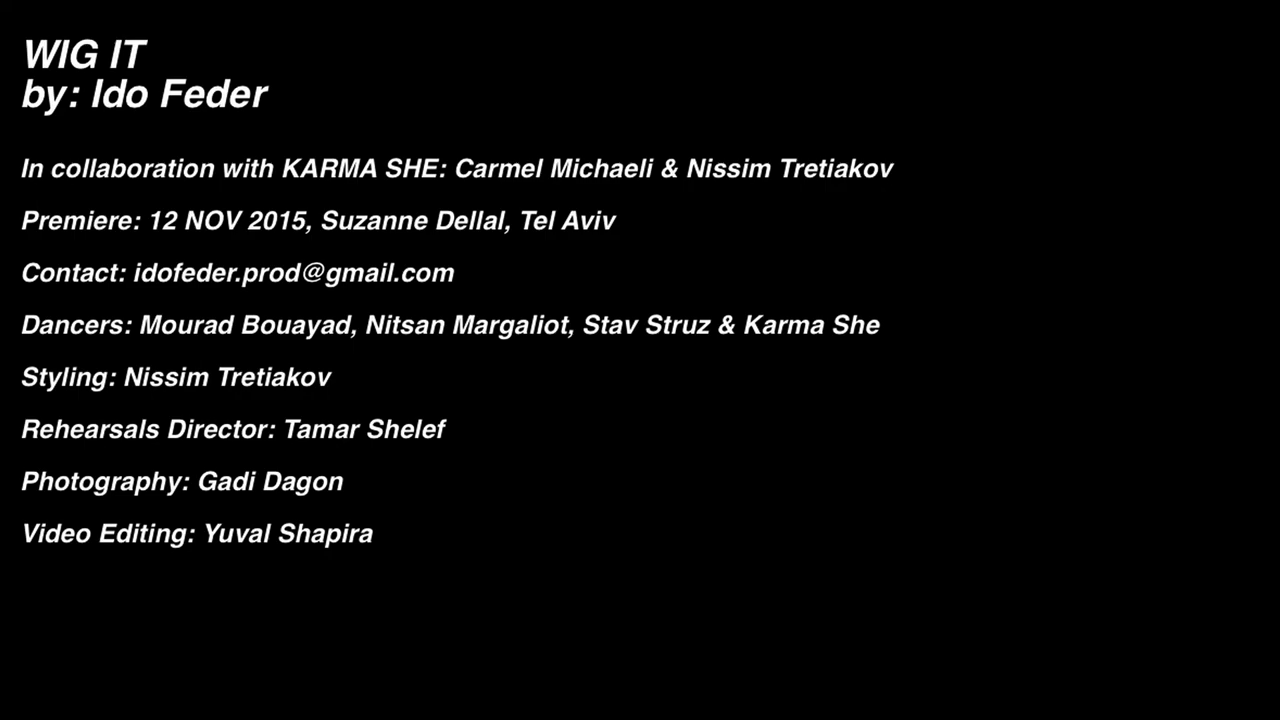 WIG IT
by: Ido Feder
In collaboration with KARMA SHE: Carmel Michaeli & Nissim Tretiakov
Premiere: 12 NOV 2015, Suzanne Dellal, Tel Aviv
Contact: idofeder.prod@gmail.com
Dancers: Mourad Bouayad, Nitsan Margaliot, Stav Struz & Karma She
Styling: Nissim Tretiakov
Rehearsals Director: Tamar Shelef
Photography: Gadi Dagon
Video Editing: Yuval Shapira